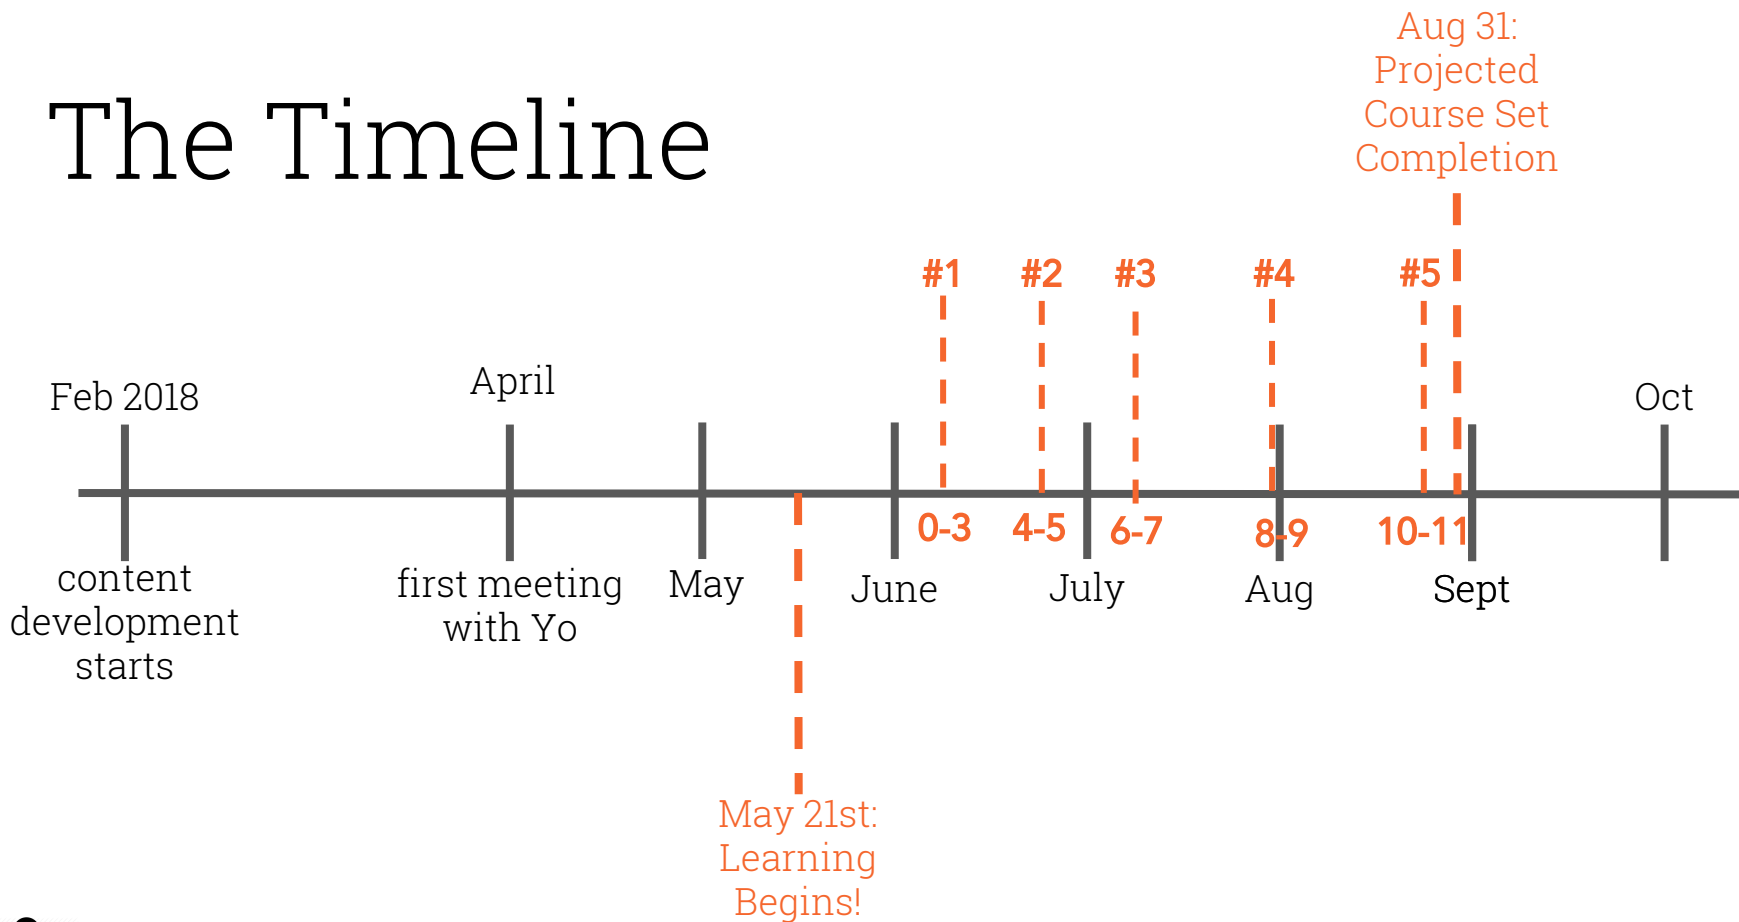 The Timeline
Aug 31:
Projected
Course Set
Completion
#1
#2
#3
#4
#5
Feb 2018
April
Oct
0-3
4-5
6-7
8-9
10-11
content
development
starts
first meeting
with Yo
May
June
July
Aug
Sept
May 21st:
Learning
Begins!